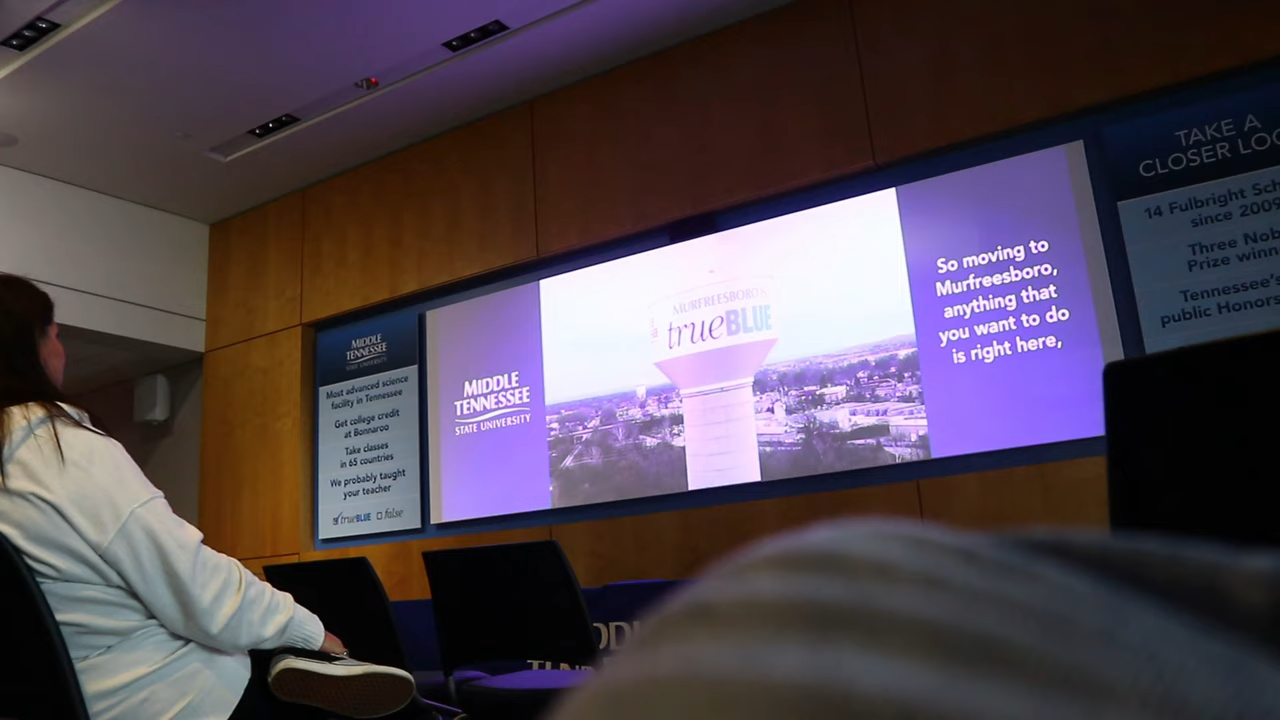 MIDDLE
TENNESSEE
STATE UNIVERSITY
Most advanced science
facility in Tennessee
Get college credit
at Bonnaroo
Take classes
in 65 countries
We probably taught
your teacher
trueBLUE false
MIDDLE
TENNESSEE
STATE UNIVERSITY
MURFREESBORO
trueBLUE
So moving to
Murfreesboro,
anything that
you want to do
is right here,
TAKE A
CLOSER LOO
14 Fulbright Sch
since 2009
Three Nob
Prize winn
Tennessee's
public Honors